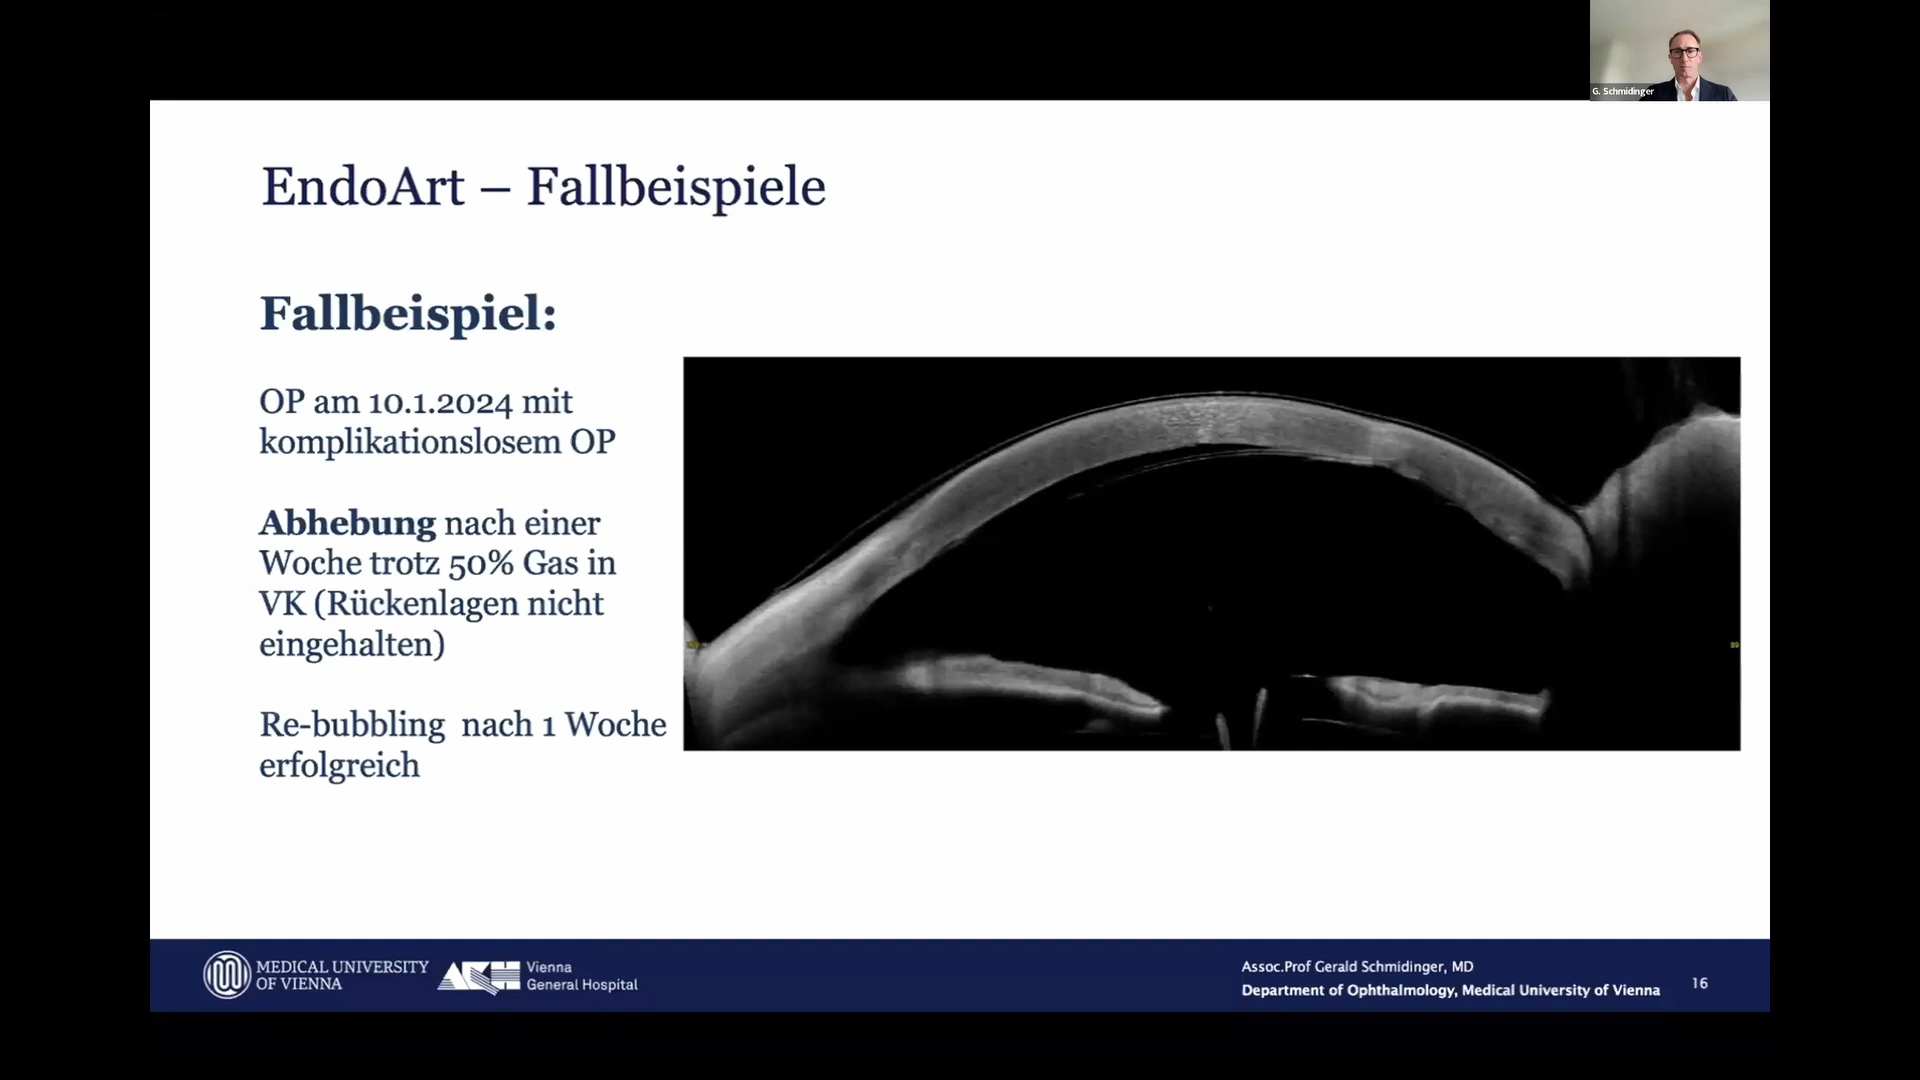 G. Schmidinger
EndoArt – Fallbeispiele
Fallbeispiel:
OP am 10.1.2024 mit
komplikationslosem OP
Abhebung nach einer
Woche trotz 50% Gas in
VK (Rückenlagen nicht
eingehalten)
Re-bubbling nach 1 Woche
erfolgreich
MEDICAL UNIVERSITY
OF VIENNA
AKH
Vienna
General Hospital
Assoc.Prof Gerald Schmidinger, MD
Department of Ophthalmology, Medical University of Vienna
16